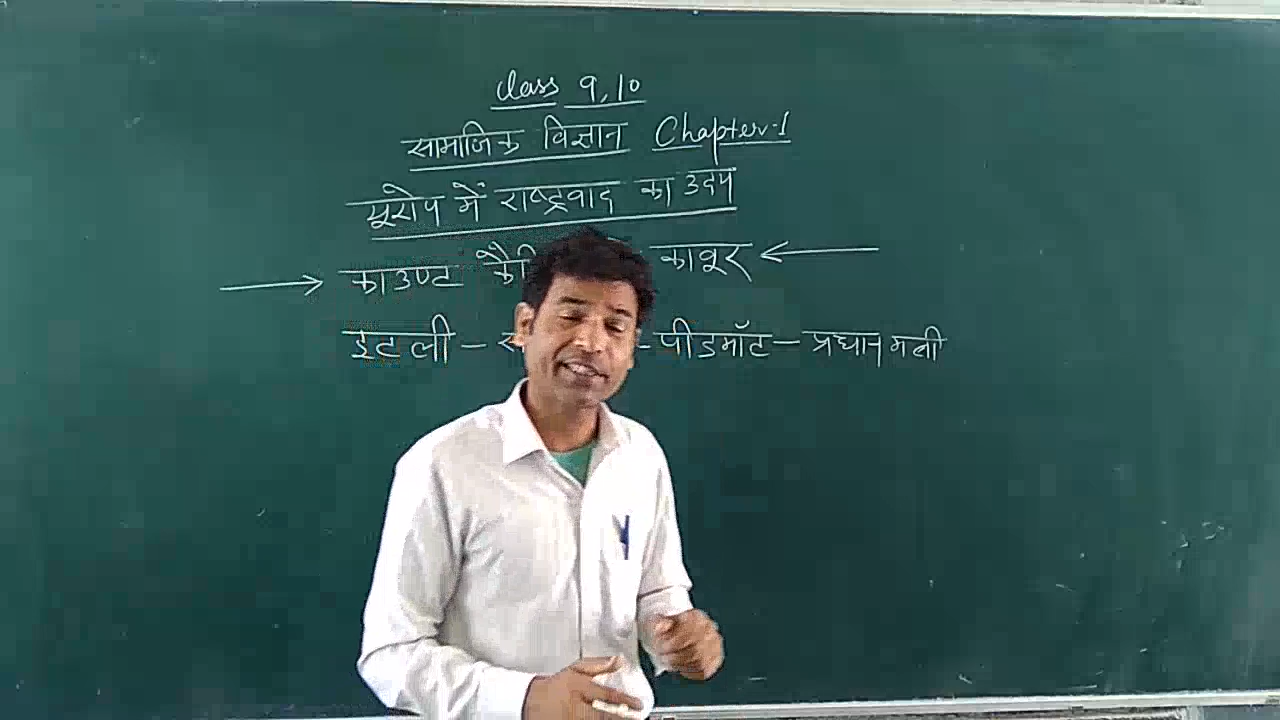 Class 9,10
सामाजिक विज्ञान Chapter-1
यूरोप में राष्ट्रवाद का उदय
→ काउण्ट कावूर ←
इटली - - पीडमॉंट - प्रधानमंत्री